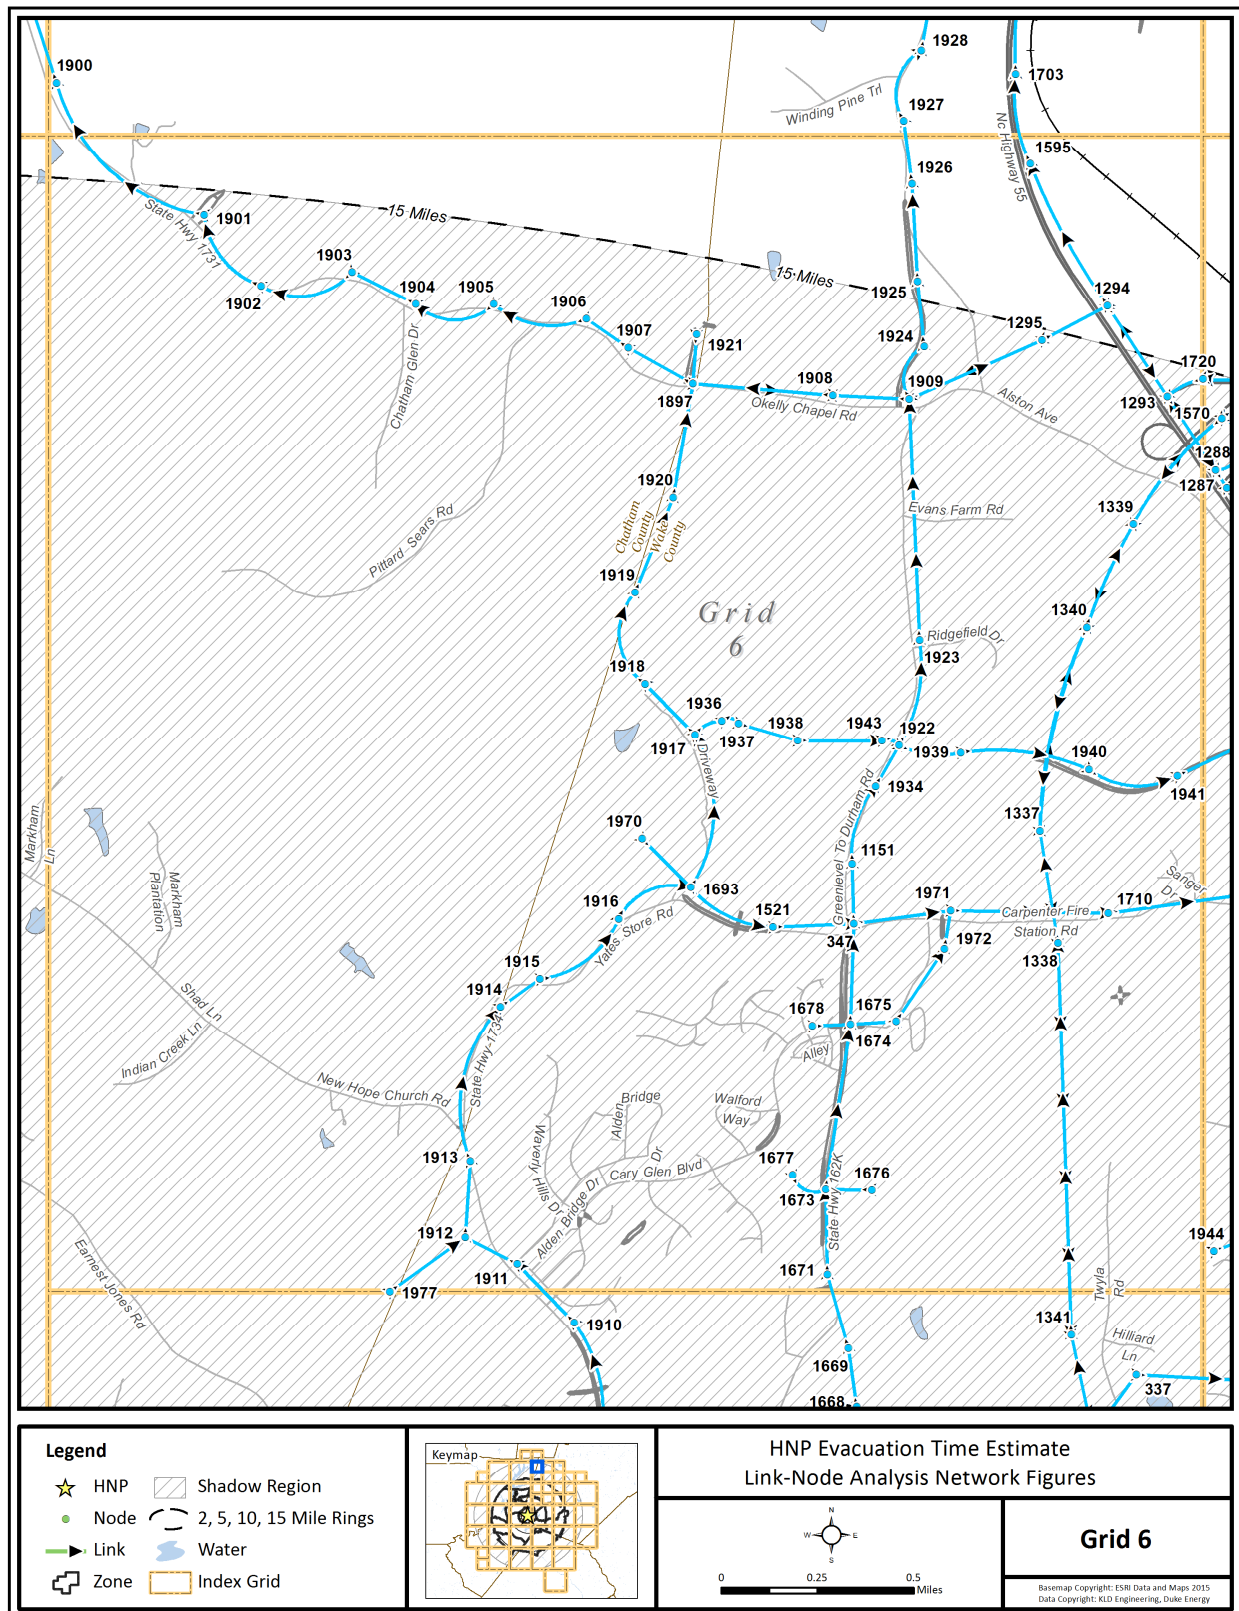 1928
1900
1703
Winding Pine Trl
1927
Nc Highway 55
1595
1926
15 Miles
State Hwy 1731
1901
1903
15 Miles
1902
1904
1905
1906
1925
1294
1907
1295
1921
1924
Chatham Glen Dr
1720
1897
1908
1909
Okelly Chapel Rd
Alston Ave
1293
1570
1288
1920
1287
Evans Farm Rd
1339
Pittard Sears Rd
Chatham
County
Wake
County
1919
Grid
6
1340
Ridgefield Dr
1923
1918
1936
1938
1943
1922
1917
1937
1939
1940
Driveway
1934
1941
Greenlevel To Durham Rd
Markham
Ln
1970
1337
1151
Markham
Plantation
1693
1971
Sanger
Dr
1916
1521
Carpenter Fire
Station Rd
1710
347
1972
Yates Store Rd
1338
1915
1914
Shad Ln
1678
1675
1674
State Hwy-1734
Alley
Indian Creek Ln
New Hope Church Rd
Alden
Bridge
Dr
Walford
Way
Waverly Hills Dr
1913
1677
1676
Cary Glen Blvd
1673
Alden Bridge Dr
State Hwy 162K
1912
1944
1911
1671
Earnest Jones Rd
1977
Twyla
Rd
1910
1341
Hilliard
Ln
1669
337
1668
Legend
HNP
Shadow Region
Node
2, 5, 10, 15 Mile Rings
Link
Water
Zone
Index Grid
Keymap
HNP Evacuation Time Estimate
Link-Node Analysis Network Figures
N
W
E
S
0
0.25
0.5
Miles
Grid 6
Basemap Copyright: ESRI Data and Maps 2015
Data Copyright: KLD Engineering, Duke Energy